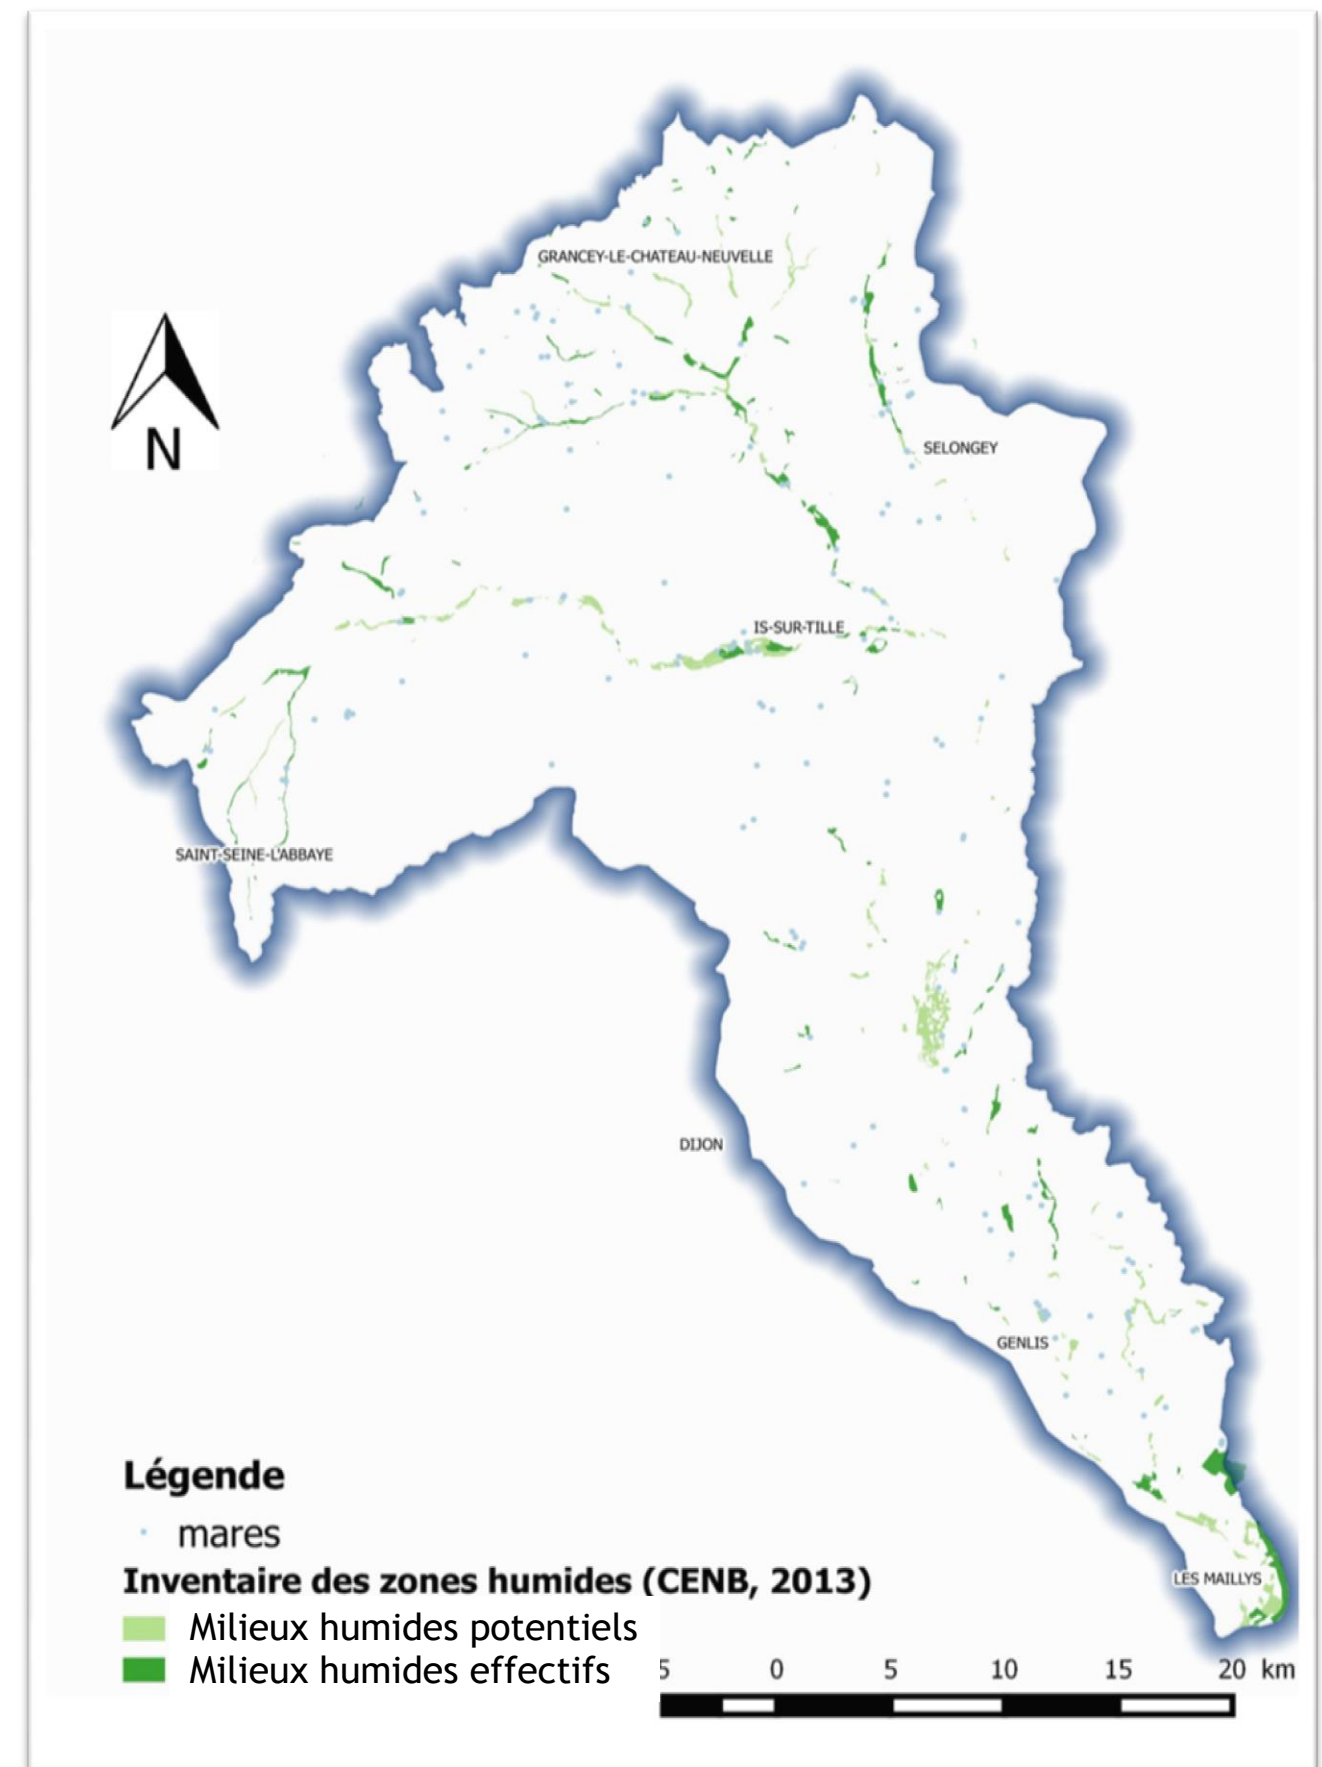 GRANCEY-LE-CHATEAU-NEUVELLE
N
SELONGEY
IS-SUR-TILLE
SAINT-SEINE-L'ABBAYE
DIJON
GENLIS
LES MAILLYS
Légende
mares
Inventaire des zones humides (CENB, 2013)
Milieux humides potentiels
Milieux humides effectifs
5 0 5 10 15 20 km